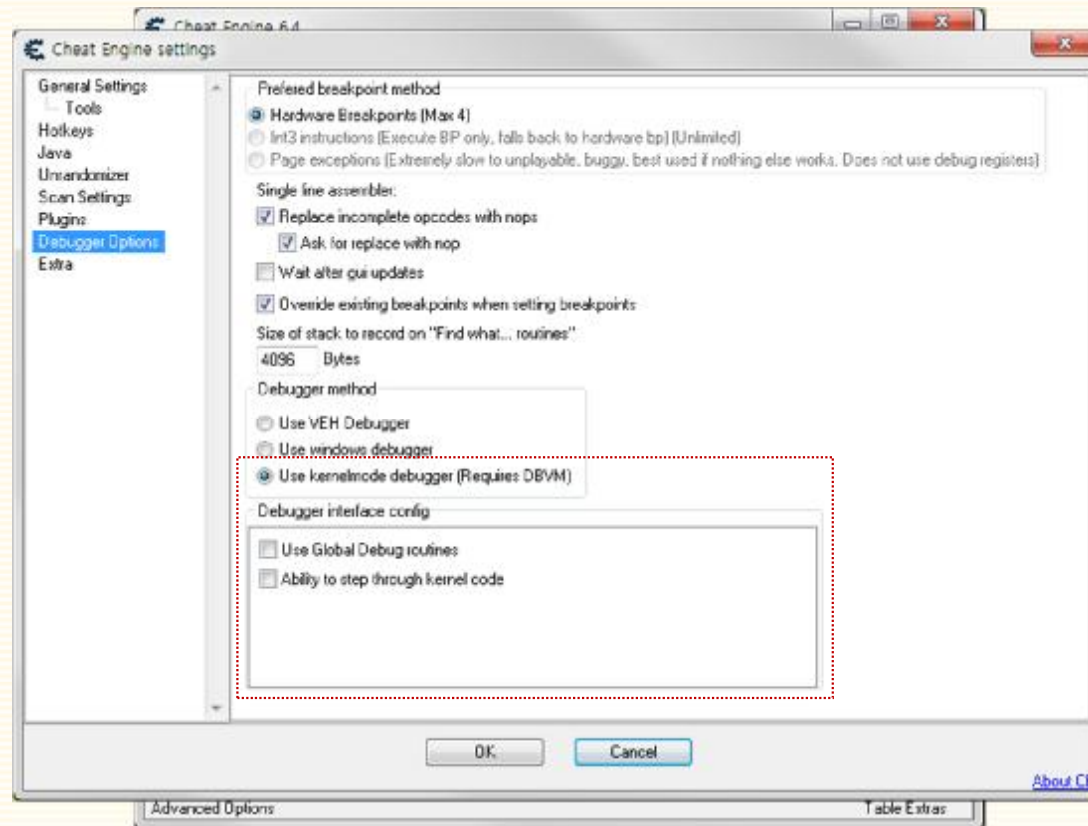 Cheat Engine 6.4
Cheat Engine settings
General Settings
Tools
Hotkeys
Java
Unrandomizer
Scan Settings
Plugins
Debugger Options
Extra
Prefered breakpoint method
Hardware Breakpoints (Max 4)
Int3 instructions (Execute BP only, falls back to hardware bp) (Unlimited)
Page exceptions (Extremely slow to unplayable, buggy, best used if nothing else works. Does not use debug registers)
Single line assembler:
Replace incomplete opcodes with nops
Ask for replace with nop
Wait after gui updates
Override existing breakpoints when setting breakpoints
Size of stack to record on "Find what... routines"
4096 Bytes
Debugger method
Use VEH Debugger
Use windows debugger
Use kernelmode debugger (Requires DBVM)
Debugger interface config
Use Global Debug routines
Ability to step through kernel code
OK Cancel
About CE
Advanced Options Table Extras